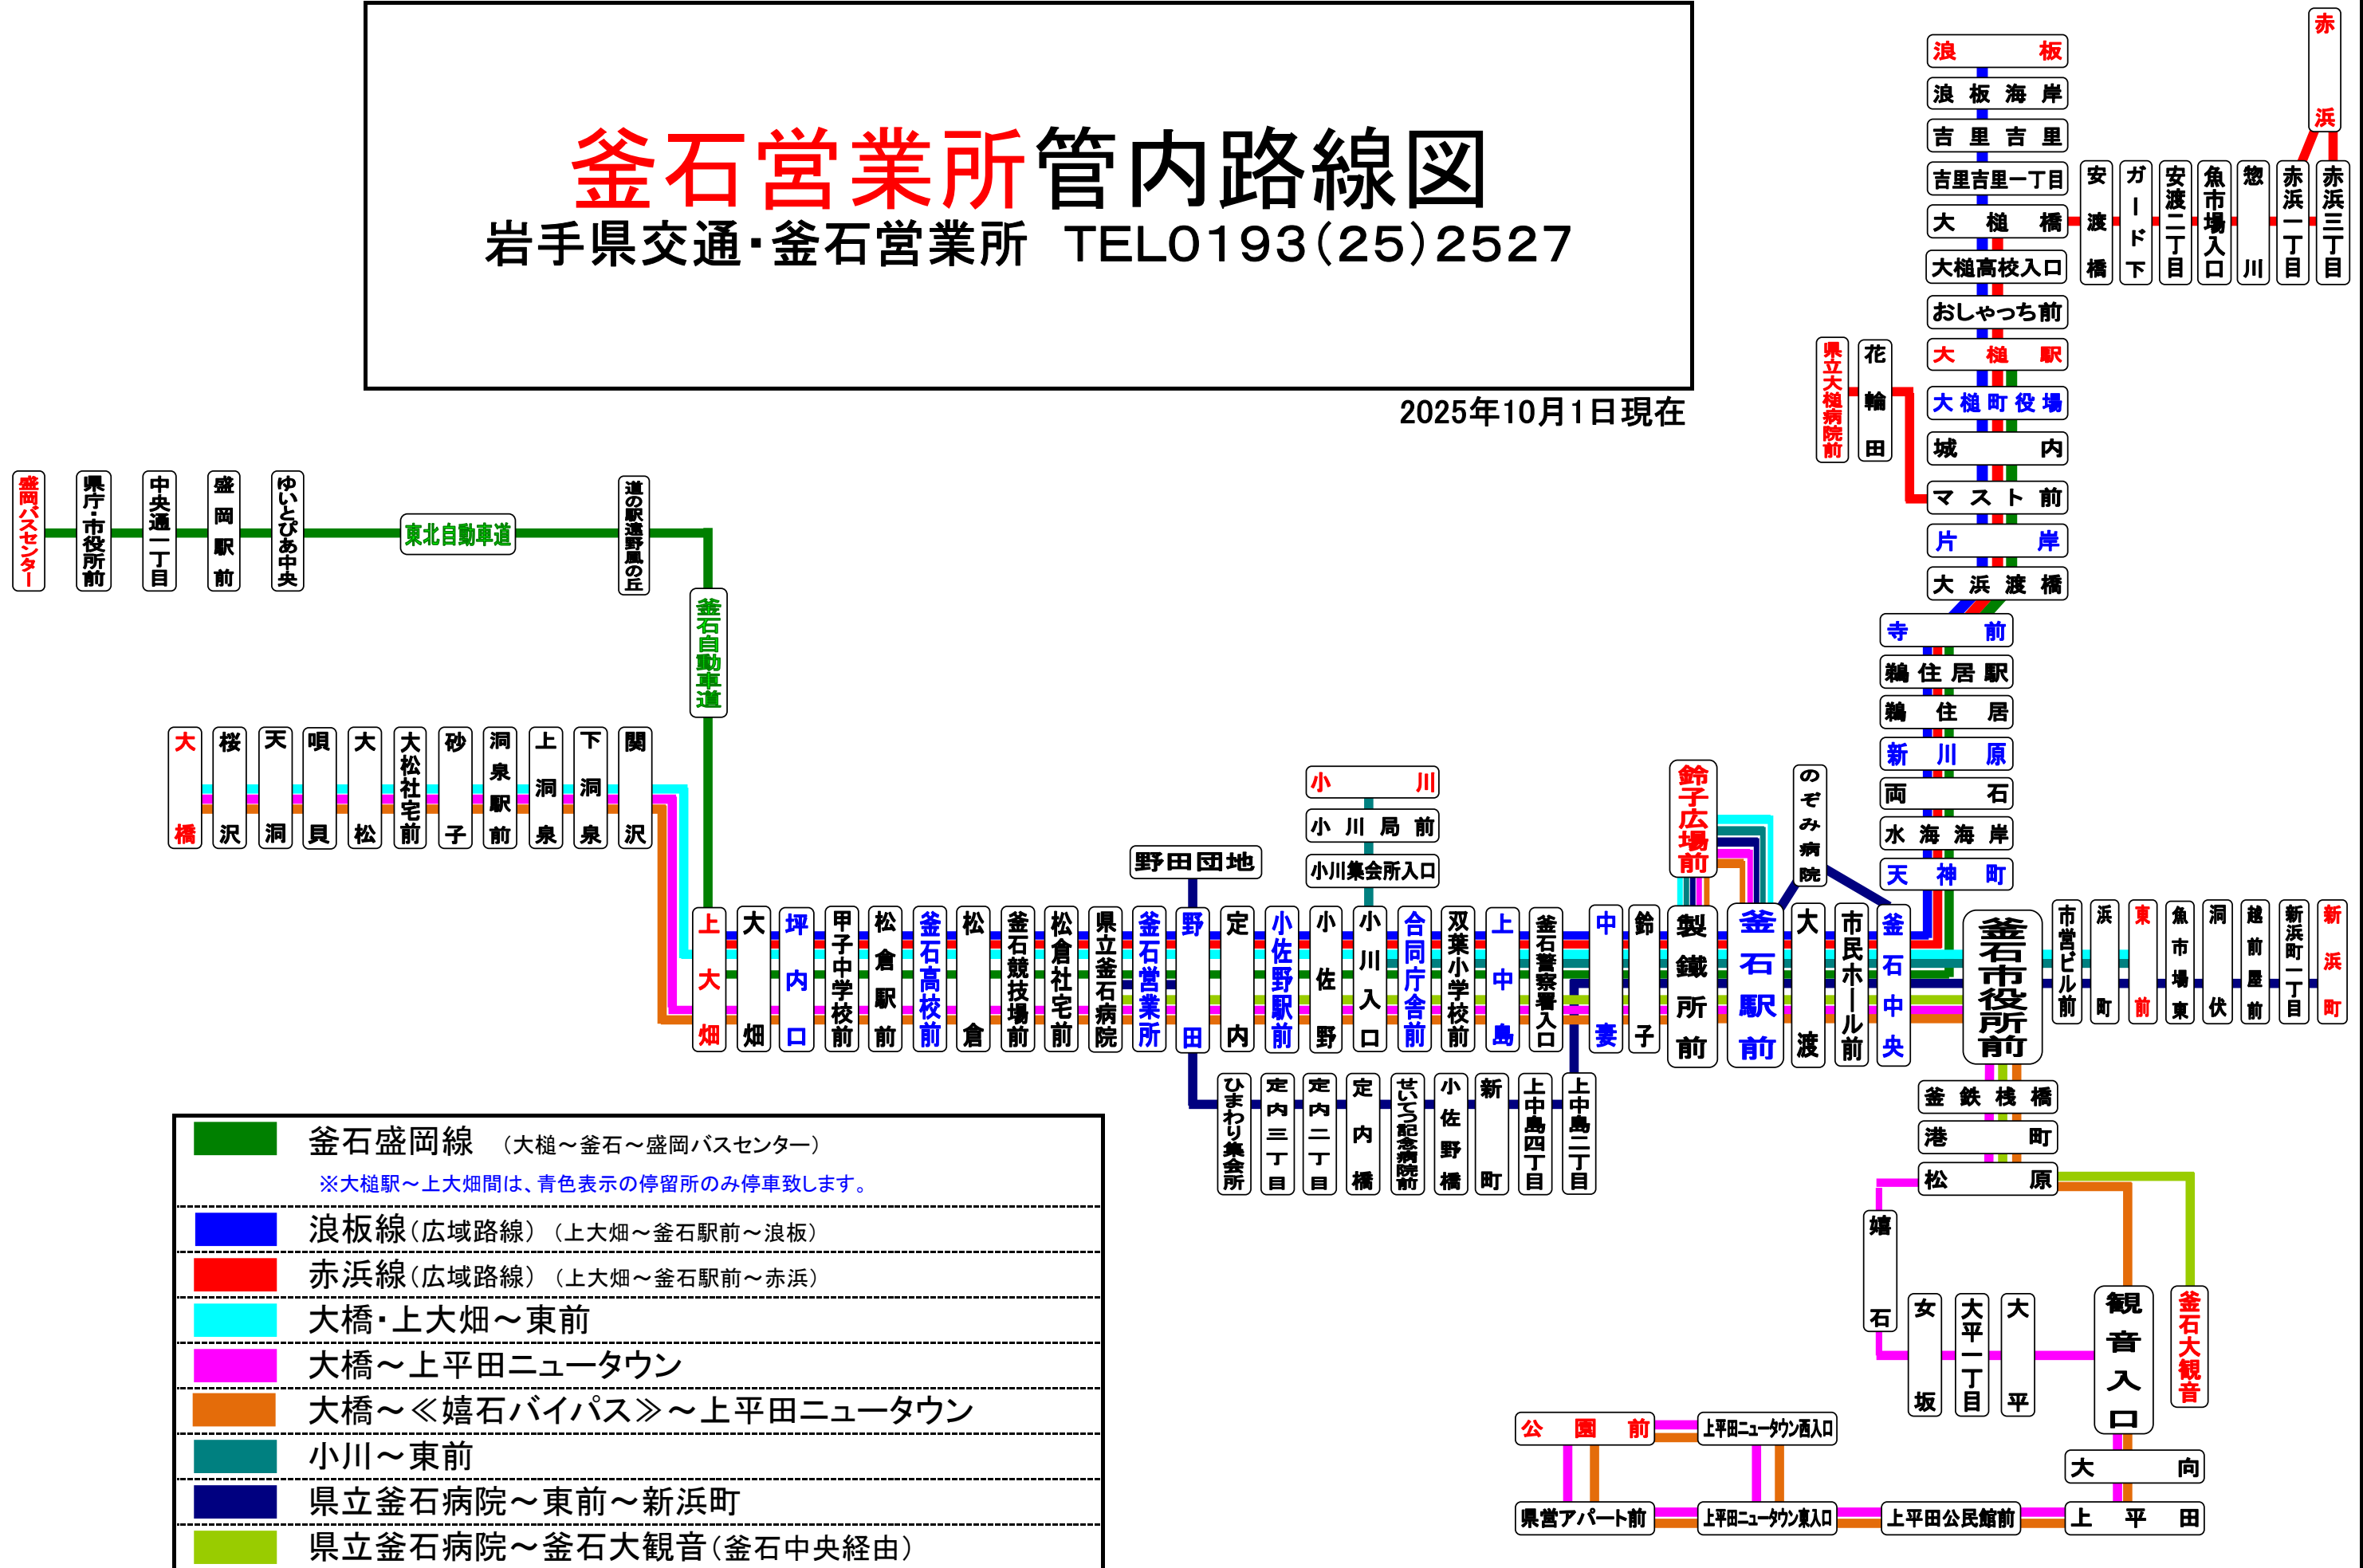 釜石営業所管内路線図
岩手県交通・釜石営業所　TEL0193(25)2527
2025年10月1日現在
赤浜
浪板
浪板海岸
吉里吉里
吉里吉里一丁目
大槌橋
安渡橋
ガード下
安渡二丁目
魚市場入口
惣川
赤浜一丁目
赤浜三丁目
大槌高校入口
おしゃっち前
大槌駅
県立大槌病院前
花輪田
大槌町役場
城内
マスト前
片岸
大浜渡橋
寺前
鵜住居駅
鵜住居
新川原
両石
水海海岸
天神町
盛岡バスセンター
県庁・市役所前
中央通一丁目
盛岡駅前
ゆいとぴあ中央
東北自動車道
道の駅遠野風の丘
釜石自動車道
大橋
桜沢
天洞
唄貝
大松
大松社宅前
砂子
洞泉駅前
上洞泉
下洞泉
関沢
小川
小川局前
小川集会所入口
野田団地
鈴子広場前
のぞみ病院
上大畑
大畑
坪内口
甲子中学校前
松倉駅前
釜石高校前
松倉
釜石競技場前
松倉社宅前
県立釜石病院
釜石営業所
野田
定内
小佐野駅前
小佐野
小川入口
合同庁舎前
双葉小学校前
上中島
釜石警察署入口
中妻
鈴子
製鐵所前
釜石駅前
大渡
市民ホール前
釜石中央
釜石市役所前
市営ビル前
浜町
東前
魚市場東
洞伏
越前屋前
新浜町一丁目
新浜町
ひまわり集会所
定内三丁目
定内二丁目
定内橋
せいてつ記念病院前
小佐野橋
新町
上中島四丁目
上中島二丁目
釜鉄桟橋
港町
松原
嬉石
女坂
大平一丁目
大平
観音入口
釜石大観音
大向
公園前
上平田ニュータウン西入口
県営アパート前
上平田ニュータウン東入口
上平田公民館前
上平田
釜石盛岡線　（大槌～釜石～盛岡バスセンター）
※大槌駅～上大畑間は、青色表示の停留所のみ停車致します。
浪板線（広域路線）（上大畑～釜石駅前～浪板）
赤浜線（広域路線）（上大畑～釜石駅前～赤浜）
大橋・上大畑～東前
大橋～上平田ニュータウン
大橋～≪嬉石バイパス≫～上平田ニュータウン
小川～東前
県立釜石病院～東前～新浜町
県立釜石病院～釜石大観音（釜石中央経由）